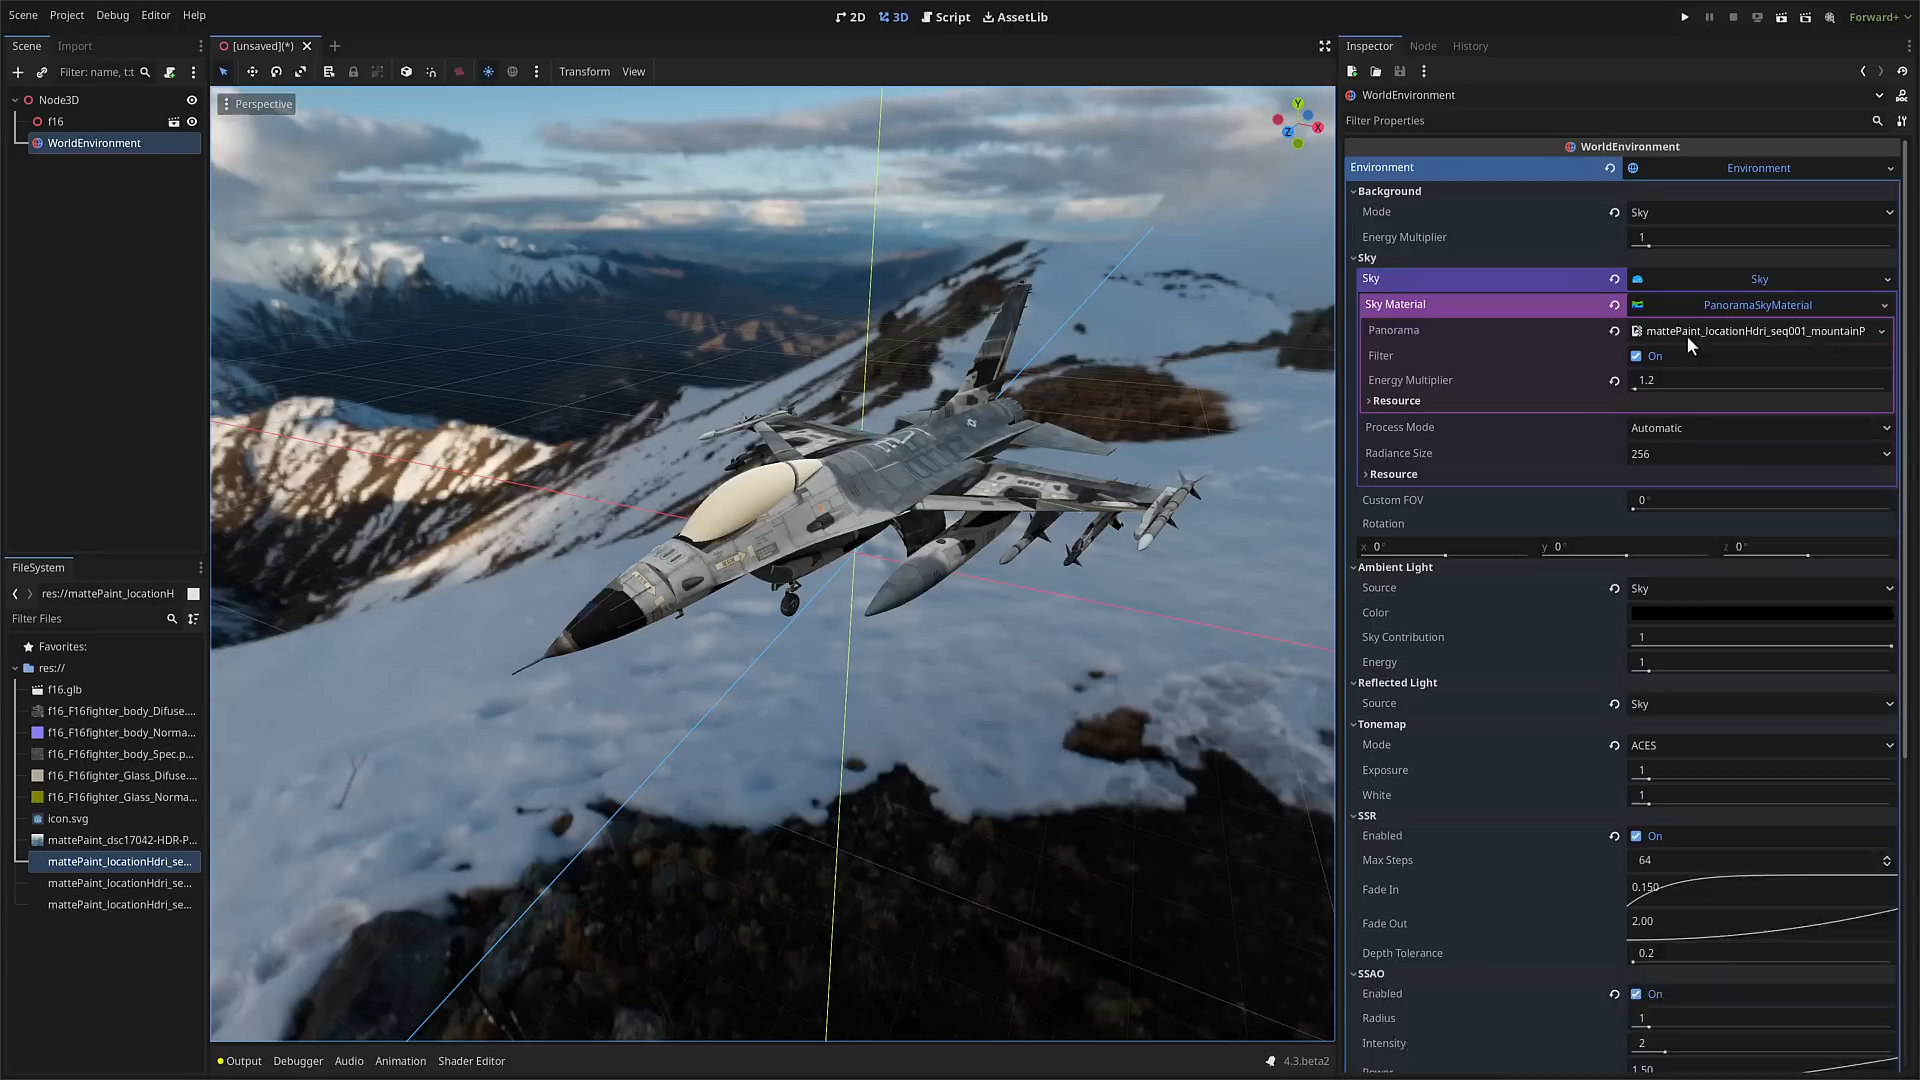 Scene Project Debug Editor Help
2D 3D Script AssetLib
Forward+
Scene Import
[unsaved](*)
Inspector Node History
Filter: name, t:t
Transform View
Node3D
f16
WorldEnvironment
Perspective
Y
X
Z
WorldEnvironment
DOC
Filter Properties
WorldEnvironment
Environment Environment
Background
Mode Sky
Energy Multiplier 1
Sky
Sky Sky
Sky Material PanoramaSkyMaterial
Panorama mattePaint_locationHdri_seq001_mountainP
Filter On
Energy Multiplier 1.2
Resource
Process Mode Automatic
Radiance Size 256
Resource
Custom FOV 0°
Rotation
x 0° y 0° z 0°
Ambient Light
Source Sky
Color
Sky Contribution 1
Energy 1
Reflected Light
Source Sky
Tonemap
Mode ACES
Exposure 1
White 1
SSR
Enabled On
Max Steps 64
Fade In 0.150
Fade Out 2.00
Depth Tolerance 0.2
SSAO
Enabled On
Radius 1
Intensity 2
Power 1.50
FileSystem
res://mattePaint_locationH
Filter Files
Favorites:
res://
f16.glb
f16_F16fighter_body_Difuse....
f16_F16fighter_body_Norma...
f16_F16fighter_body_Spec.p...
f16_F16fighter_Glass_Difuse....
f16_F16fighter_Glass_Norma...
icon.svg
mattePaint_dsc17042-HDR-P...
mattePaint_locationHdri_se...
mattePaint_locationHdri_se...
mattePaint_locationHdri_se...
Output Debugger Audio Animation Shader Editor
4.3.beta2